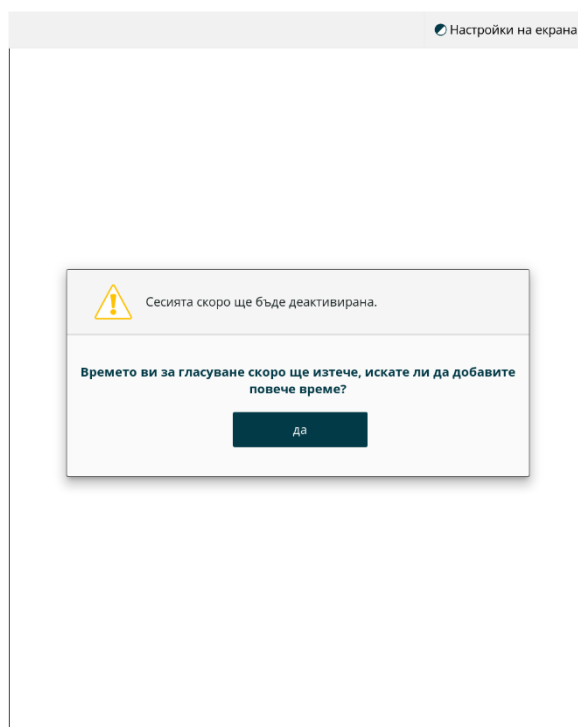 Настройки на екрана
Сесията скоро ще бъде деактивирана.
Времето ви за гласуване скоро ще изтече, искате ли да добавите
повече време?
да